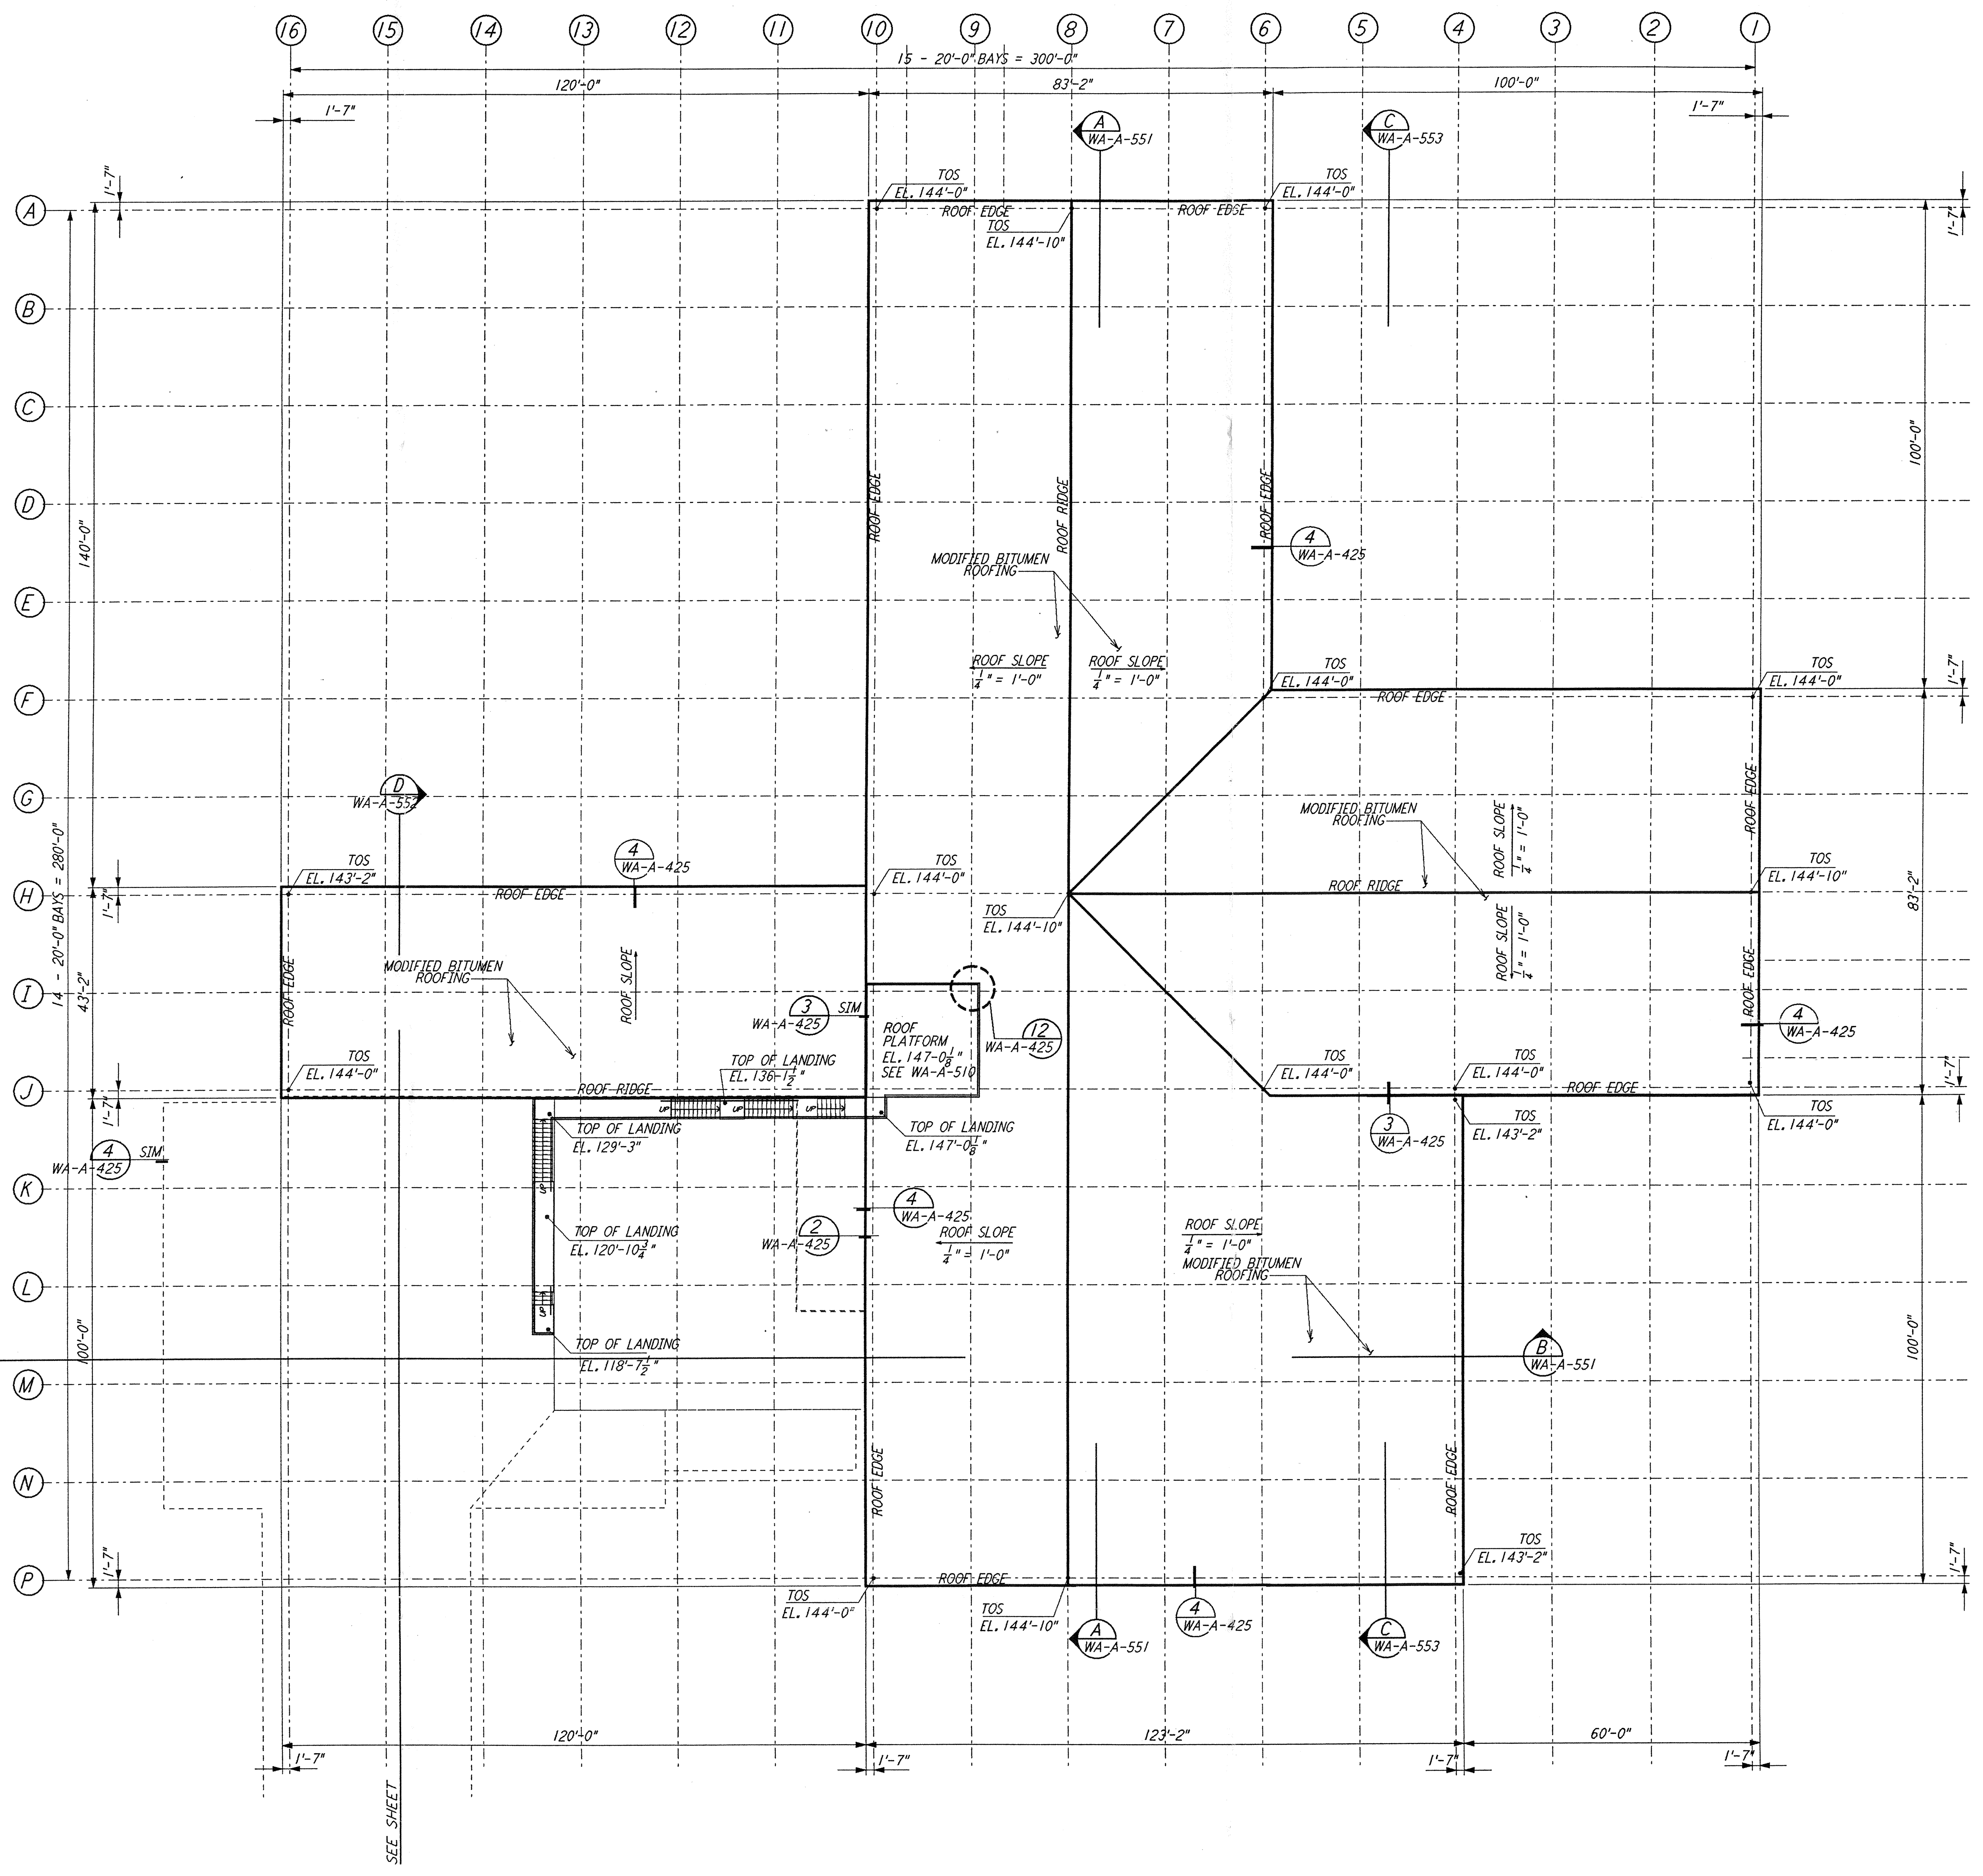 16 15 14 13 12 11 10 9 8 7 6 5 4 3 2 1
15 - 20'-0" BAYS = 300'-0"
120'-0" 83'-2" 100'-0"
1'-7" 1'-7"
A
WA-A-551
C
WA-A-553
1'-7"
TOS
EL. 144'-0"
TOS
EL. 144'-0"
A
ROOF EDGE
ROOF EDGE
TOS
EL. 144'-10"
1'-7"
B
C
D
ROOF EDGE
ROOF RIDGE
ROOF EDGE
140'-0"
100'-0"
4
WA-A-425
MODIFIED BITUMEN
ROOFING
E
ROOF SLOPE
1/4" = 1'-0"
ROOF SLOPE
1/4" = 1'-0"
TOS
EL. 144'-0"
TOS
EL. 144'-0"
1'-7"
F
ROOF EDGE
D
WA-A-552
G
14 - 20'-0" BAYS = 280'-0"
MODIFIED BITUMEN
ROOFING
ROOF SLOPE
1/4" = 1'-0"
ROOF EDGE
4
WA-A-425
TOS
EL. 143'-2"
TOS
EL. 144'-0"
TOS
EL. 144'-10"
1'-7"
H
ROOF EDGE
ROOF RIDGE
83'-2"
TOS
EL. 144'-10"
ROOF SLOPE
1/4" = 1'-0"
ROOF EDGE
43'-2"
ROOF EDGE
MODIFIED BITUMEN
ROOFING
ROOF SLOPE
I
3
SIM
WA-A-425
ROOF
PLATFORM
EL. 147-0 1/8"
SEE WA-A-510
12
WA-A-425
4
WA-A-425
TOS
EL. 144'-0"
TOP OF LANDING
EL. 136-1 1/2"
TOS
EL. 144'-0"
TOS
EL. 144'-0"
1'-7"
J
ROOF RIDGE
ROOF EDGE
1'-7"
UP UP UP
TOP OF LANDING
EL. 129'-3"
TOP OF LANDING
EL. 147'-0 1/8"
3
WA-A-425
TOS
EL. 143'-2"
TOS
EL. 144'-0"
4
SIM
WA-A-425
K
UP
4
WA-A-425
2
WA-A-425
TOP OF LANDING
EL. 120'-10 3/4"
ROOF SLOPE
1/4" = 1'-0"
ROOF SLOPE
1/4" = 1'-0"
MODIFIED BITUMEN
ROOFING
L
UP
TOP OF LANDING
EL. 118'-7 1/2"
100'-0"
100'-0"
B
WA-A-551
M
N
ROOF EDGE
ROOF EDGE
TOS
EL. 143'-2"
1'-7"
1'-7"
P
ROOF EDGE
TOS
EL. 144'-0"
TOS
EL. 144'-10"
4
WA-A-425
A
WA-A-551
C
WA-A-553
120'-0" 123'-2" 60'-0"
1'-7" 1'-7" 1'-7" 1'-7"
SEE SHEET